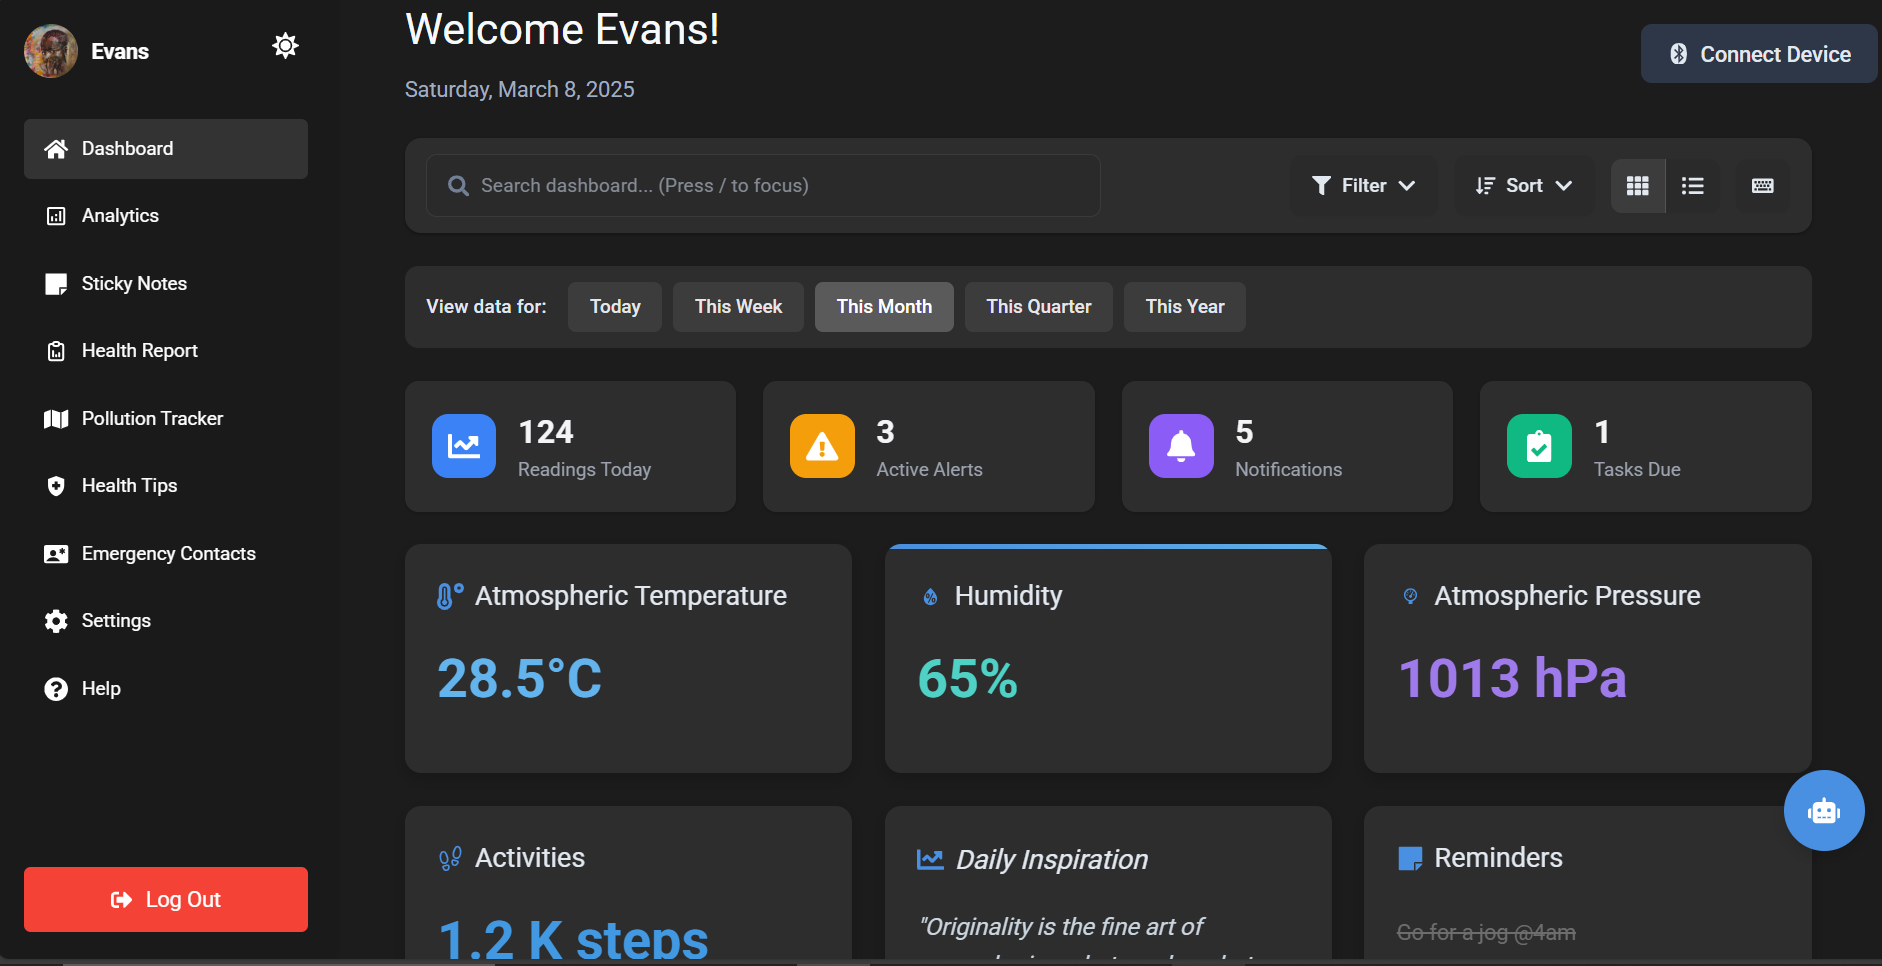 Evans
Dashboard
Analytics
Sticky Notes
Health Report
Pollution Tracker
Health Tips
Emergency Contacts
Settings
Help
Log Out
Welcome Evans!
Saturday, March 8, 2025
Connect Device
Search dashboard... (Press / to focus)
Filter
Sort
View data for:
Today
This Week
This Month
This Quarter
This Year
124
Readings Today
3
Active Alerts
5
Notifications
1
Tasks Due
Atmospheric Temperature
28.5°C
Humidity
65%
Atmospheric Pressure
1013 hPa
Activities
1.2 K steps
Daily Inspiration
"Originality is the fine art of
Reminders
Go for a jog @4am